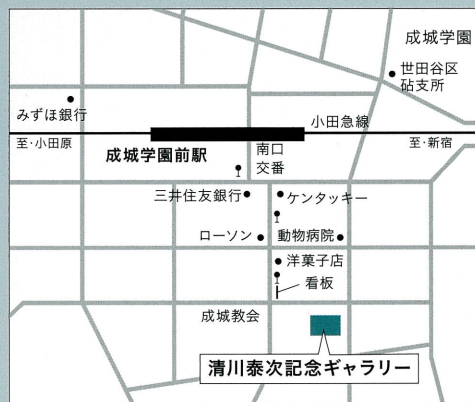 成城学園
世田谷区
砧支所
みずほ銀行
小田急線
至・小田原
至・新宿
成城学園前駅
南口
交番
三井住友銀行
ケンタッキー
ローソン
動物病院
洋菓子店
看板
成城教会
清川泰次記念ギャラリー